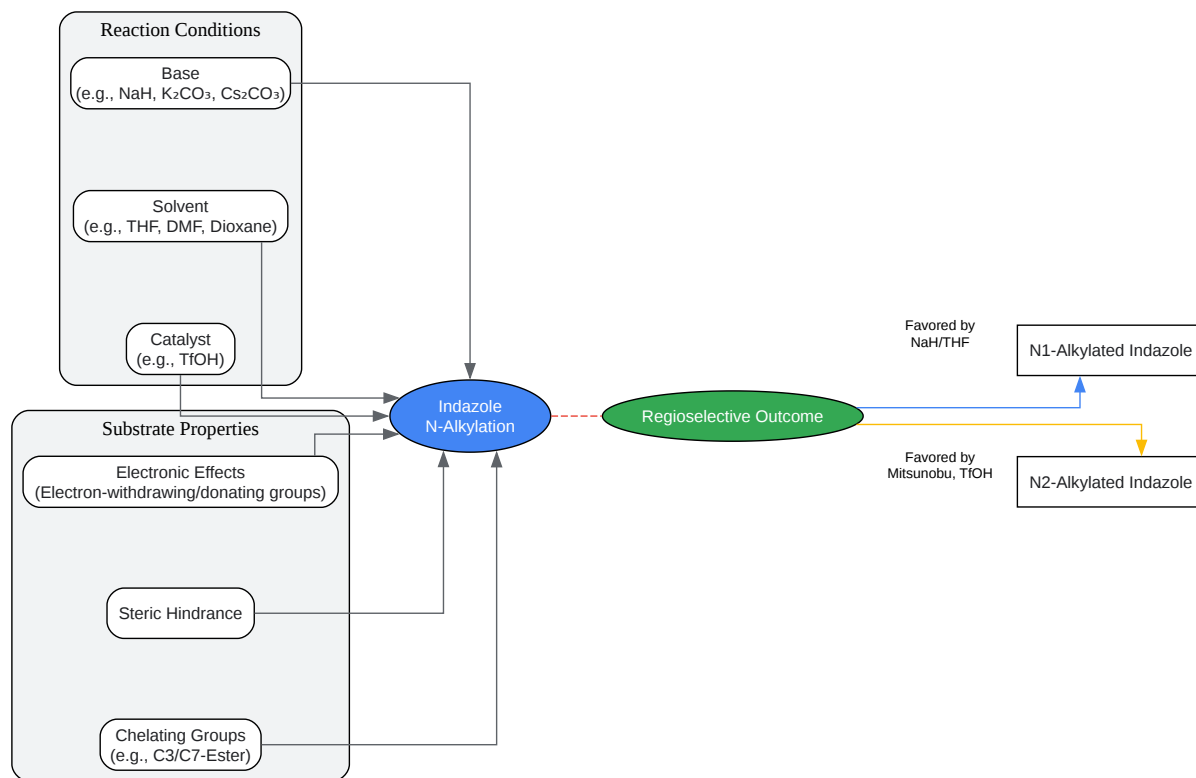 Reaction Conditions
Base
(e.g., NaH, K₂CO₃, Cs₂CO₃)
Solvent
(e.g., THF, DMF, Dioxane)
Catalyst
(e.g., TfOH)
Substrate Properties
Electronic Effects
(Electron-withdrawing/donating groups)
Steric Hindrance
Chelating Groups
(e.g., C3/C7-Ester)
Indazole
N-Alkylation
Regioselective Outcome
Favored by
NaH/THF
N1-Alkylated Indazole
Favored by
Mitsunobu, TfOH
N2-Alkylated Indazole